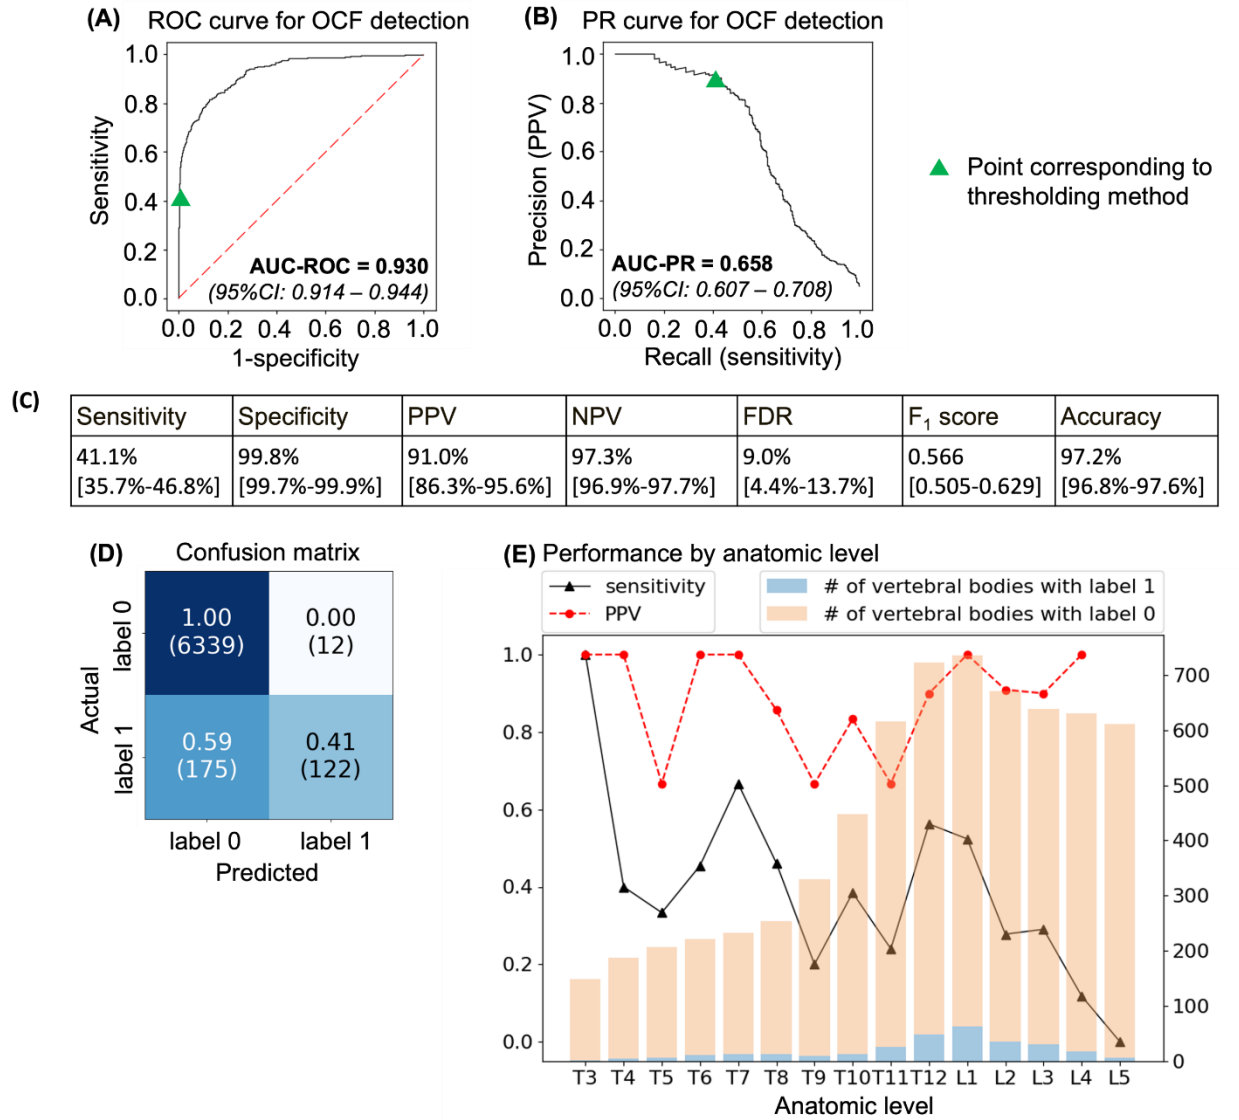 (A) ROC curve for OCF detection
1.0
0.8
0.6
0.4
0.2
0.0
Sensitivity
AUC-ROC = 0.930
(95%CI: 0.914 – 0.944)
0.0 0.2 0.4 0.6 0.8 1.0
1-specificity
(B) PR curve for OCF detection
1.0
0.8
0.6
0.4
0.2
0.0
Precision (PPV)
AUC-PR = 0.658
(95%CI: 0.607 – 0.708)
0.0 0.2 0.4 0.6 0.8 1.0
Recall (sensitivity)
Point corresponding to
thresholding method
(C)
Sensitivity Specificity PPV NPV FDR F1 score Accuracy
41.1% 99.8% 91.0% 97.3% 9.0% 0.566 97.2%
[35.7%-46.8%] [99.7%-99.9%] [86.3%-95.6%] [96.9%-97.7%] [4.4%-13.7%] [0.505-0.629] [96.8%-97.6%]
(D) Confusion matrix
Actual
label 0
label 1
1.00 0.00
(6339) (12)
0.59 0.41
(175) (122)
label 0 label 1
Predicted
(E) Performance by anatomic level
sensitivity
PPV
# of vertebral bodies with label 1
# of vertebral bodies with label 0
1.0
0.8
0.6
0.4
0.2
0.0
700
600
500
400
300
200
100
0
T3 T4 T5 T6 T7 T8 T9 T10 T11 T12 L1 L2 L3 L4 L5
Anatomic level